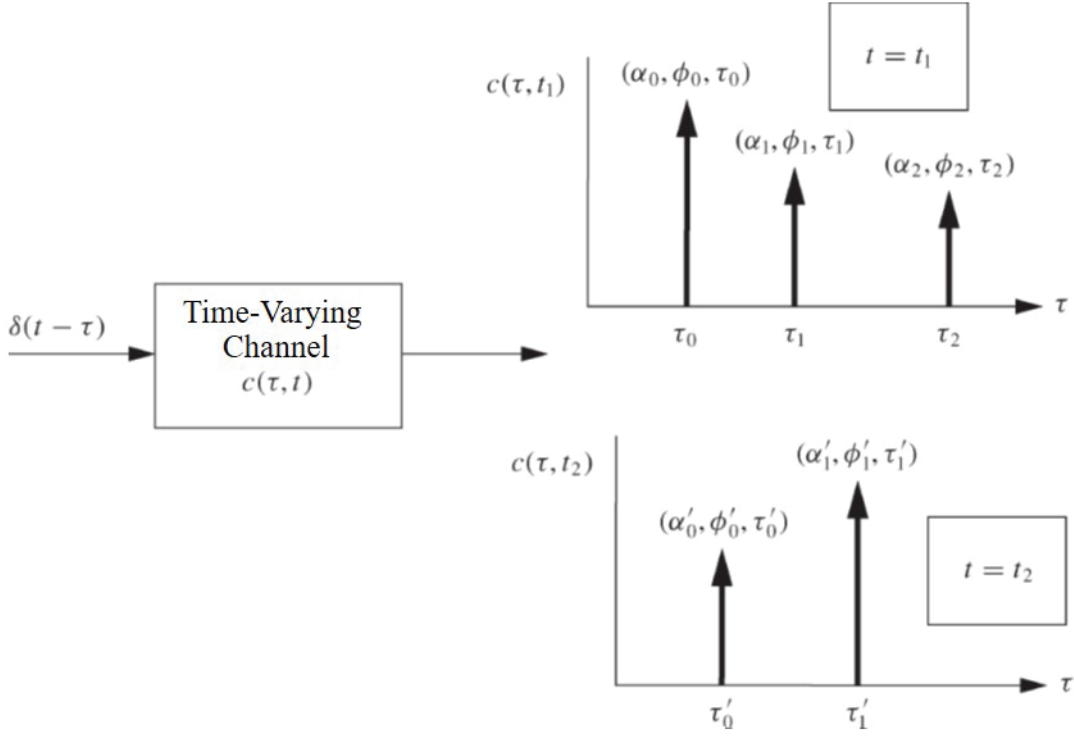 δ(t − τ)
Time-Varying
Channel
c(τ, t)
c(τ, t₁)
(α₀, ϕ₀, τ₀)
(α₁, ϕ₁, τ₁)
(α₂, ϕ₂, τ₂)
t = t₁
τ₀ τ₁ τ₂ τ
c(τ, t₂)
(α′₀, ϕ′₀, τ′₀)
(α′₁, ϕ′₁, τ′₁)
t = t₂
τ′₀ τ′₁ τ